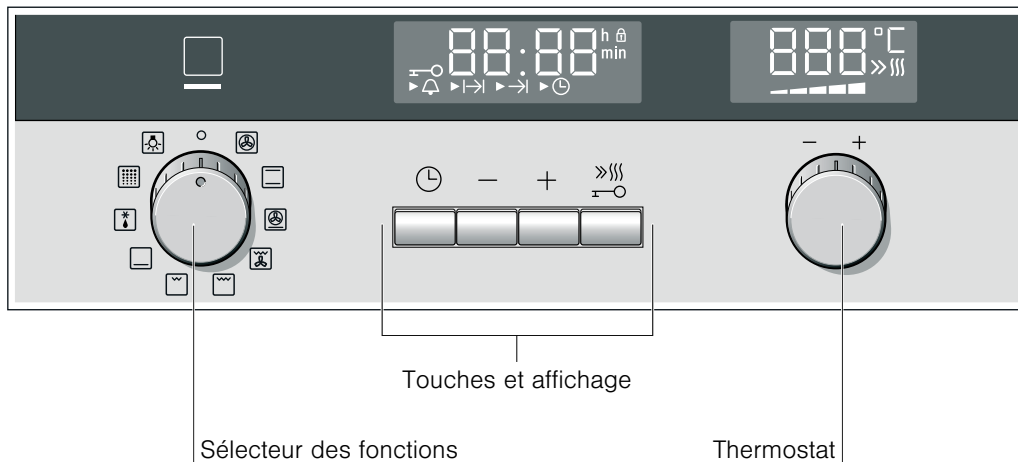 88:88 h
min
888 °C
− +
− +
Touches et affichage
Sélecteur des fonctions
Thermostat